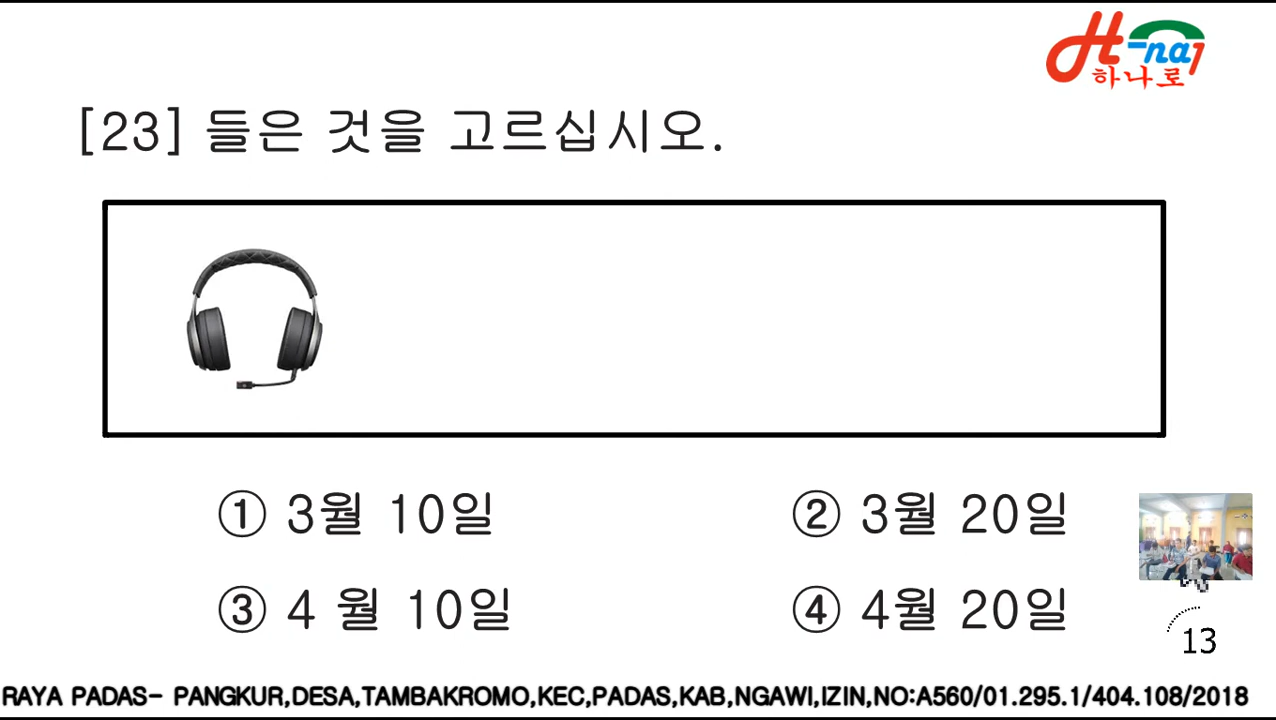 H-na
하나로
[23] 들은 것을 고르십시오.
① 3월 10일
② 3월 20일
③ 4 월 10일
④ 4월 20일
13
RAYA PADAS- PANGKUR,DESA,TAMBAKROMO,KEC,PADAS,KAB,NGAWI,IZIN,NO:A560/01.295.1/404.108/2018